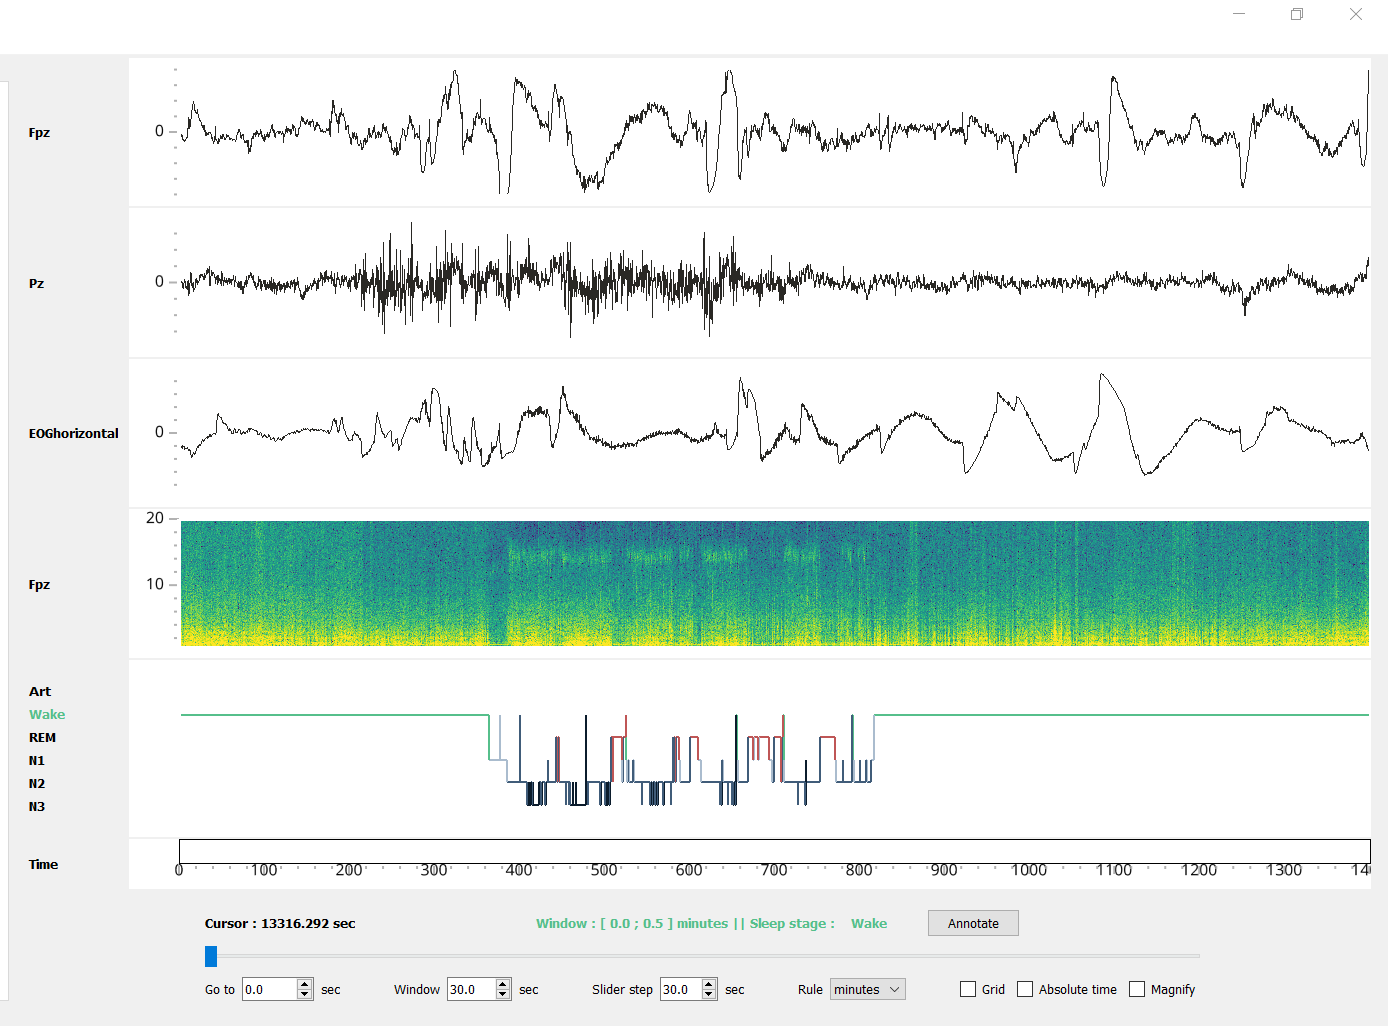 Fpz
0
Pz
0
EOGhorizontal
0
20
Fpz
10
Art
Wake
REM
N1
N2
N3
Time
0 100 200 300 400 500 600 700 800 900 1000 1100 1200 1300
Cursor : 13316.292 sec
Window : [ 0.0 ; 0.5 ] minutes || Sleep stage : Wake
Annotate
Go to 0.0 sec Window 30.0 sec Slider step 30.0 sec Rule minutes Grid Absolute time Magnify